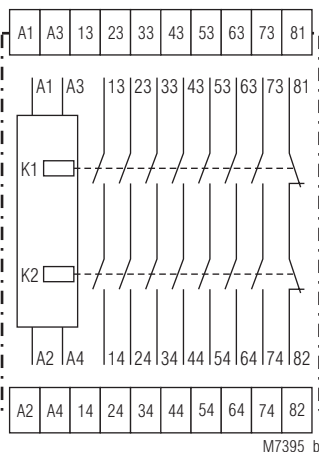 A1 A3 13 23 33 43 53 63 73 81
A1 A3 13 23 33 43 53 63 73 81
K1
K2
A2 A4 14 24 34 44 54 64 74 82
A2 A4 14 24 34 44 54 64 74 82
M7395_b